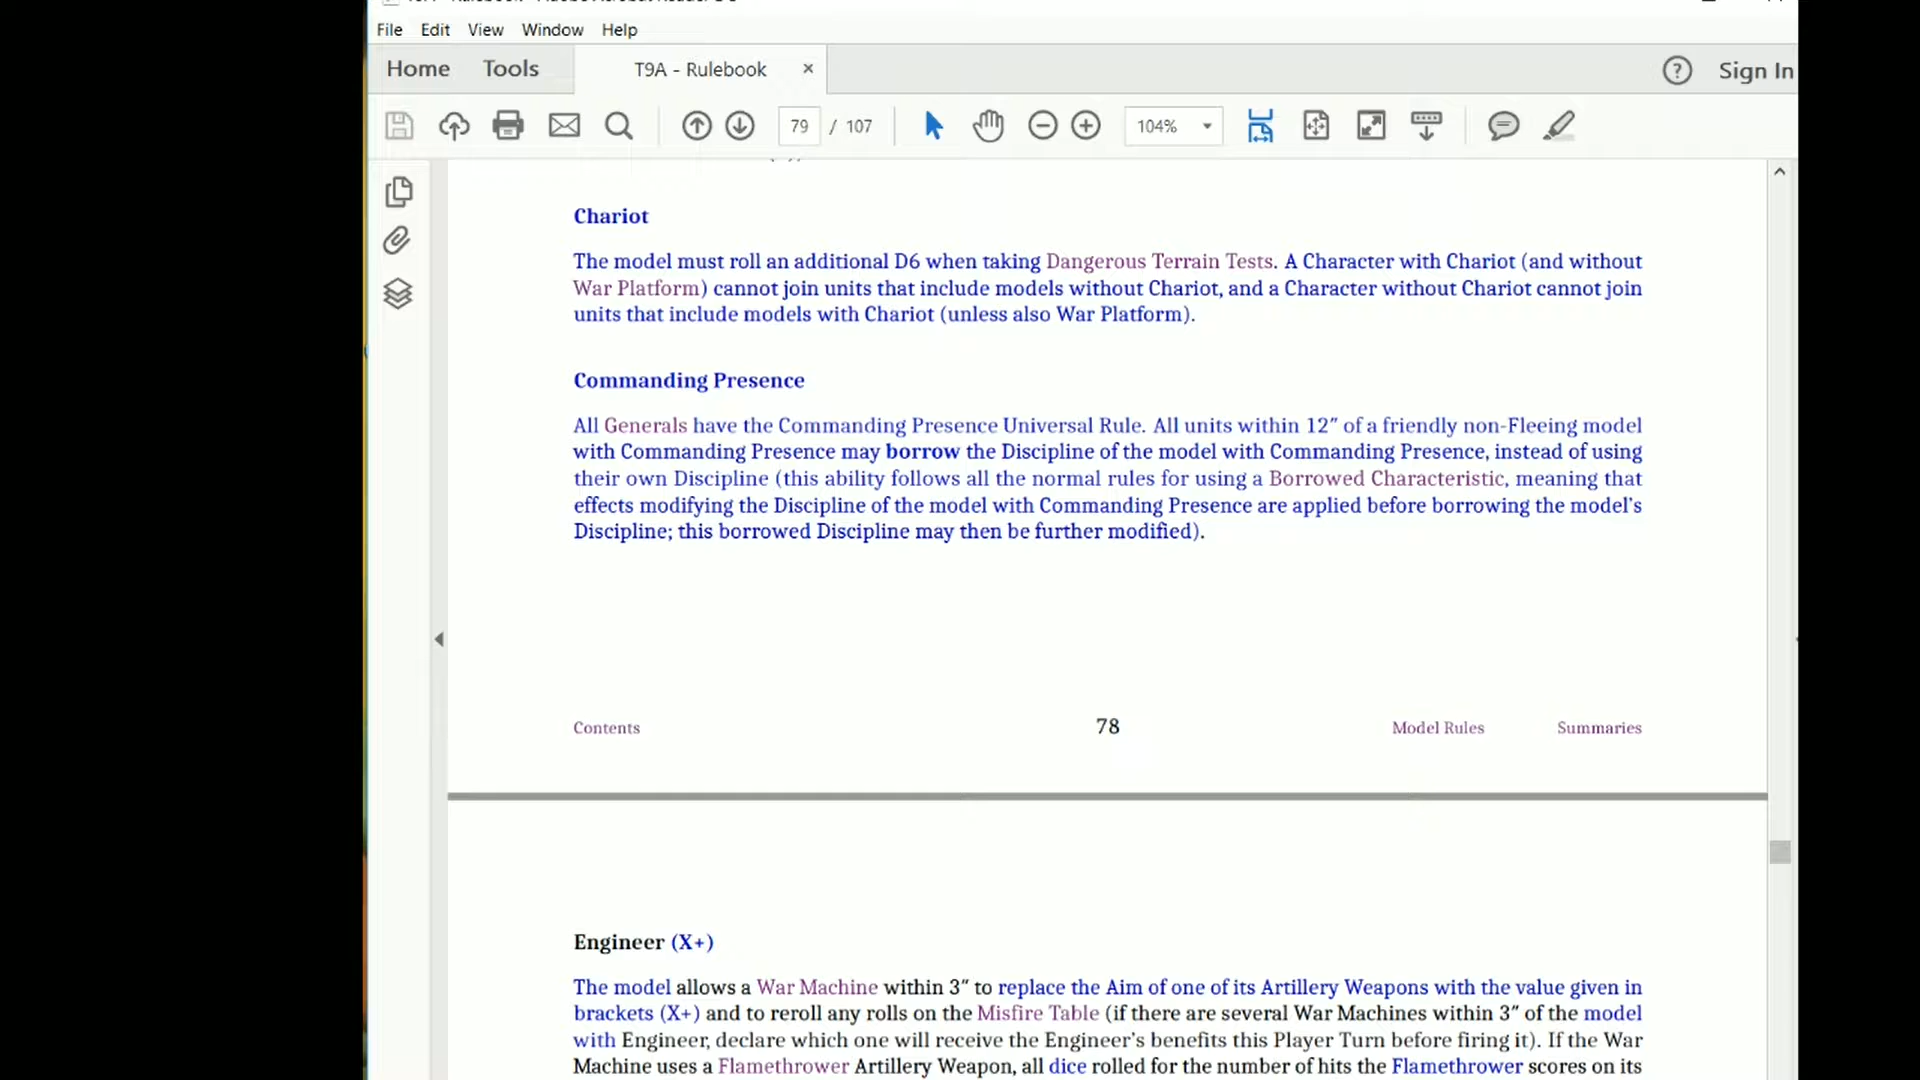 File Edit View Window Help
Home Tools T9A - Rulebook × ? Sign In
79 / 107 104%
Chariot
The model must roll an additional D6 when taking Dangerous Terrain Tests. A Character with Chariot (and without
War Platform) cannot join units that include models without Chariot, and a Character without Chariot cannot join
units that include models with Chariot (unless also War Platform).
Commanding Presence
All Generals have the Commanding Presence Universal Rule. All units within 12″ of a friendly non-Fleeing model
with Commanding Presence may borrow the Discipline of the model with Commanding Presence, instead of using
their own Discipline (this ability follows all the normal rules for using a Borrowed Characteristic, meaning that
effects modifying the Discipline of the model with Commanding Presence are applied before borrowing the model’s
Discipline; this borrowed Discipline may then be further modified).
Contents 78 Model Rules Summaries
Engineer (X+)
The model allows a War Machine within 3″ to replace the Aim of one of its Artillery Weapons with the value given in
brackets (X+) and to reroll any rolls on the Misfire Table (if there are several War Machines within 3″ of the model
with Engineer, declare which one will receive the Engineer’s benefits this Player Turn before firing it). If the War
Machine uses a Flamethrower Artillery Weapon, all dice rolled for the number of hits the Flamethrower scores on its